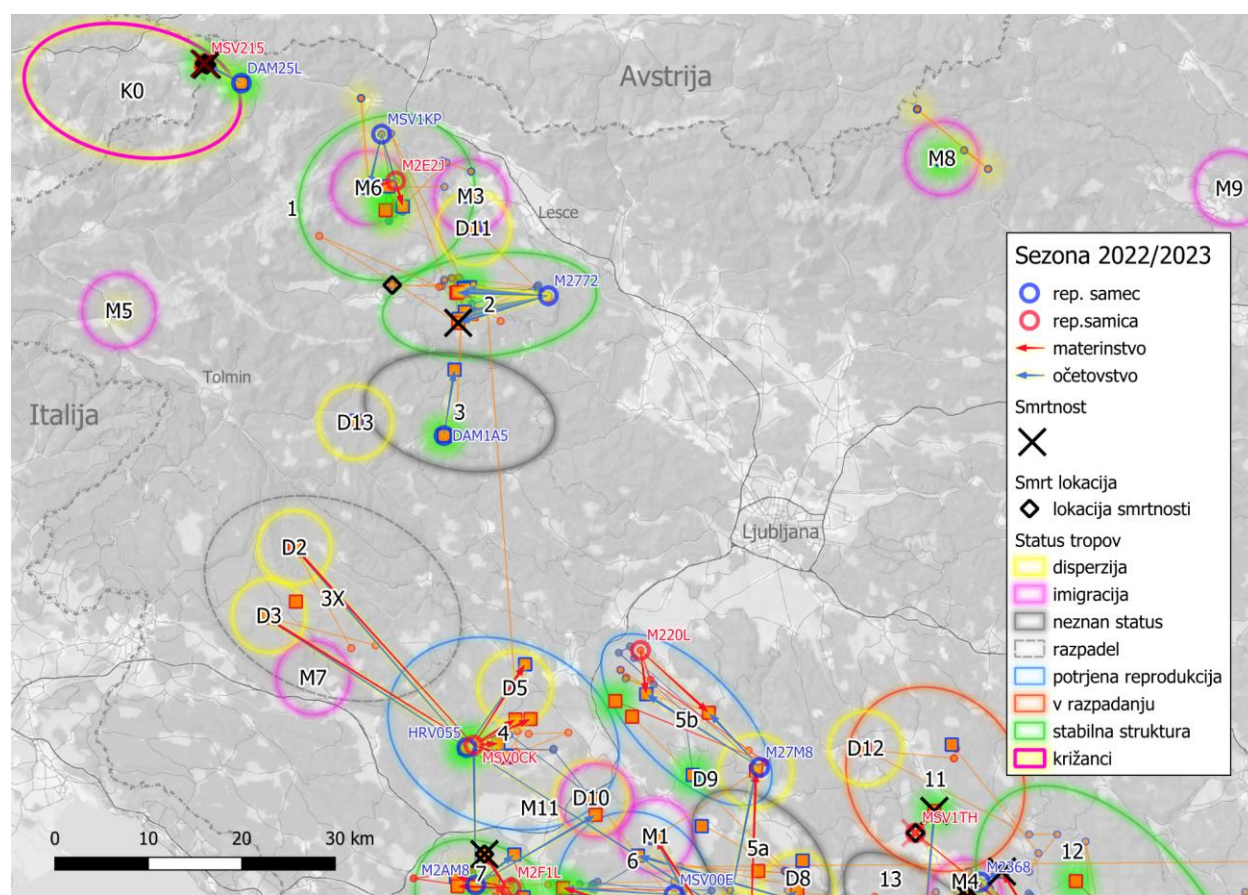 MSV215
DAM25L
K0
Avstrija
MSV1KP
M2E2J
M6
M3
M8
M9
1
Lesce
D11
M2772
2
M5
Tolmin
Italija
D13
3
DAM1A5
Ljubljana
D2
3X
D3
M7
M220L
D5
5b
4
HRV055
MSV0CK
M27M8
D9
D12
11
D10
M11
MSV1TH
M1
5a
6
12
M2AM8
7
M2F1L
MSV00E
D8
13
M4
M2368
0 10 20 30 km
Sezona 2022/2023
rep. samec
rep.samica
materinstvo
očetovstvo
Smrtnost
Smrt lokacija
lokacija smrtnosti
Status tropov
disperzija
imigracija
neznan status
razpadel
potrjena reprodukcija
v razpadanju
stabilna struktura
križanci